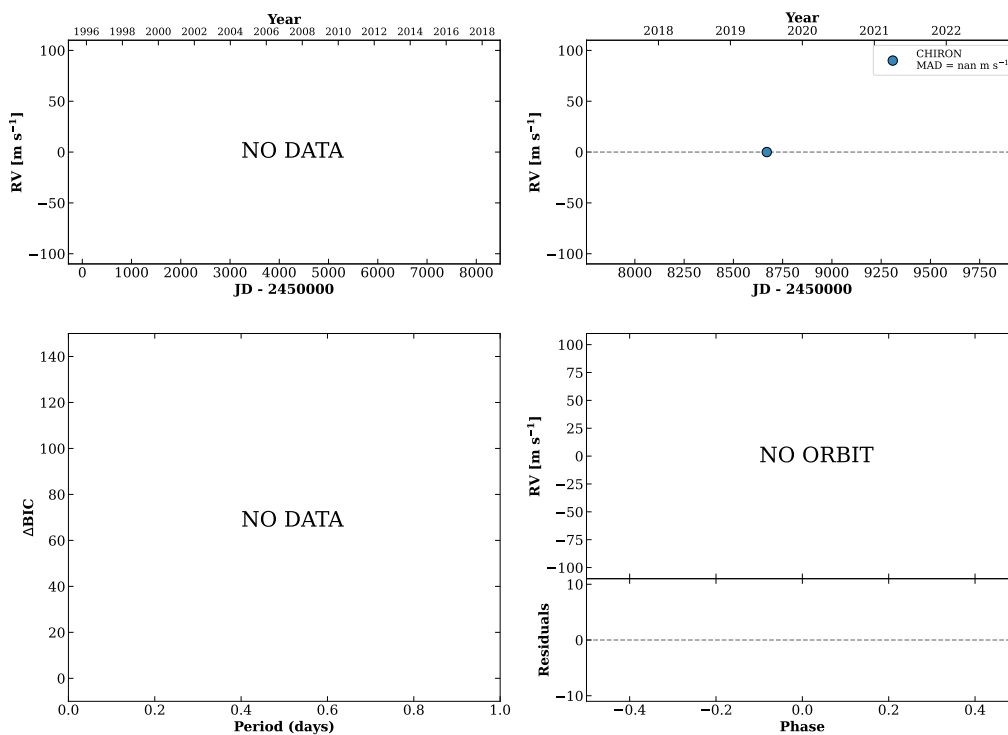 Year
1996 1998 2000 2002 2004 2006 2008 2010 2012 2014 2016 2018
100
50
0
−50
−100
RV [m s⁻¹]
NO DATA
0 1000 2000 3000 4000 5000 6000 7000 8000
JD - 2450000
Year
2018 2019 2020 2021 2022
CHIRON
MAD = nan m s⁻¹
100
50
0
−50
−100
RV [m s⁻¹]
8000 8250 8500 8750 9000 9250 9500 9750
JD - 2450000
140
120
100
80
60
40
20
0
ΔBIC
NO DATA
0.0 0.2 0.4 0.6 0.8 1.0
Period (days)
100
75
50
25
0
−25
−50
−75
−100
RV [m s⁻¹]
NO ORBIT
10
0
−10
Residuals
−0.4 −0.2 0.0 0.2 0.4
Phase